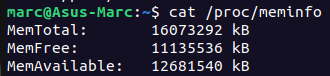 marc@Asus-Marc:~$ cat /proc/meminfo
MemTotal:       16073292 kB
MemFree:        11135536 kB
MemAvailable:   12681540 kB